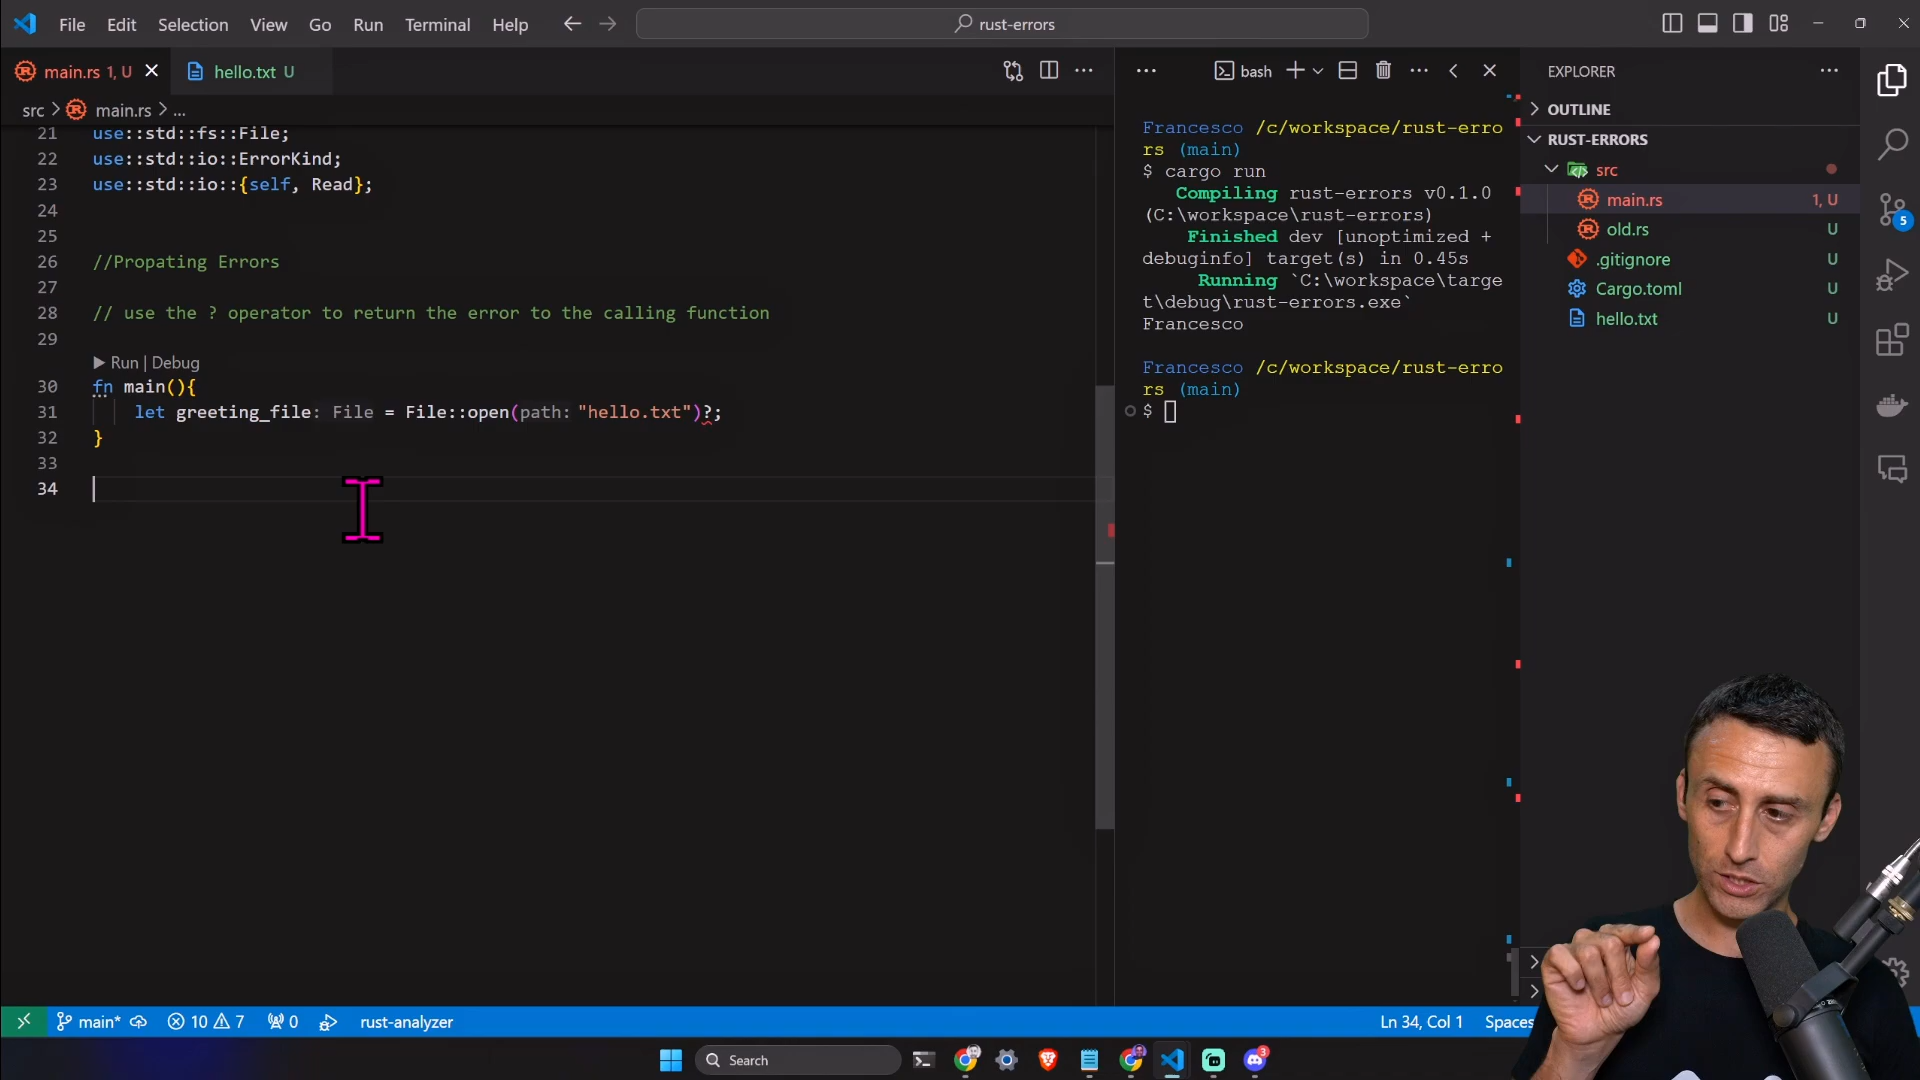 File Edit Selection View Go Run Terminal Help
rust-errors
main.rs 1, U
hello.txt U
src > main.rs > ...
21 use::std::fs::File;
22 use::std::io::ErrorKind;
23 use::std::io::{self, Read};
24
25
26 //Propating Errors
27
28 // use the ? operator to return the error to the calling function
29
Run | Debug
30 fn main(){
31 let greeting_file: File = File::open(path: "hello.txt")?;
32 }
33
34
bash
Francesco /c/workspace/rust-erro
rs (main)
$ cargo run
Compiling rust-errors v0.1.0
(C:\workspace\rust-errors)
Finished dev [unoptimized +
debuginfo] target(s) in 0.45s
Running `C:\workspace\targe
t\debug\rust-errors.exe`
Francesco
Francesco /c/workspace/rust-erro
rs (main)
$
EXPLORER
OUTLINE
RUST-ERRORS
src
main.rs 1, U
old.rs U
.gitignore U
Cargo.toml U
hello.txt U
5
main* 10 7 0 rust-analyzer
Ln 34, Col 1 Spaces
Search
3